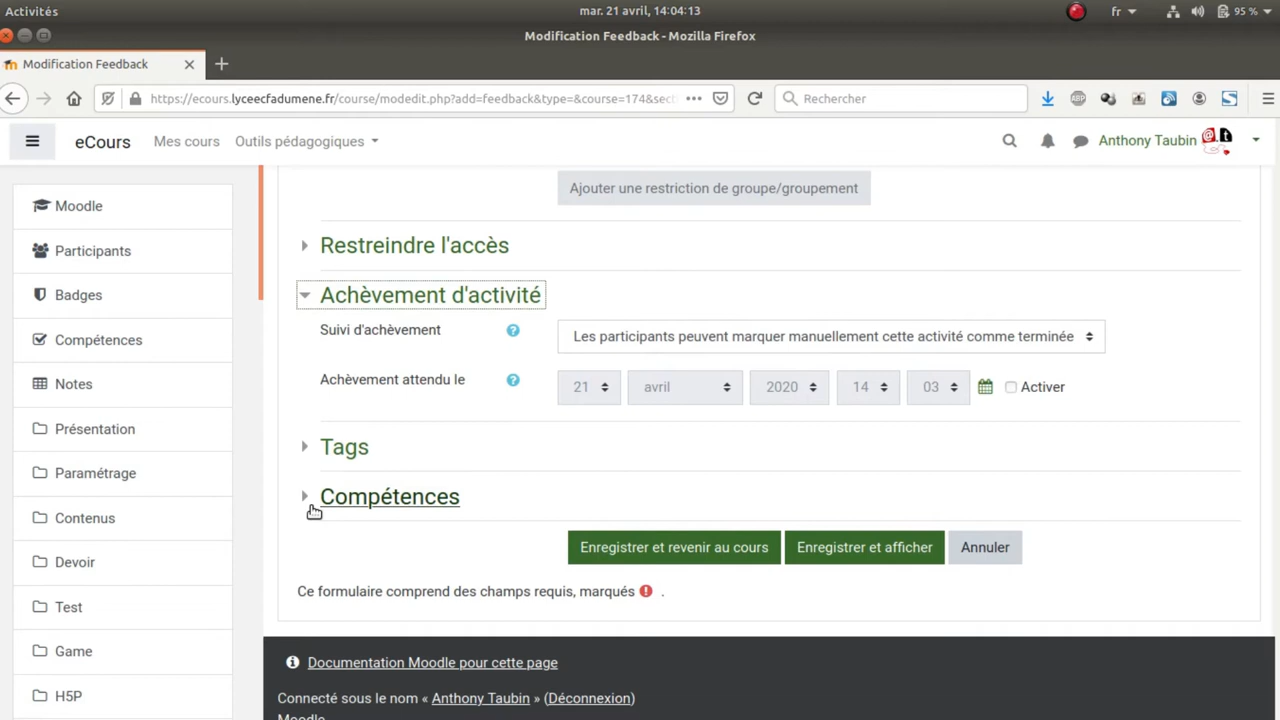 Activités
mar. 21 avril, 14:04:13
fr
95 %
Modification Feedback - Mozilla Firefox
Modification Feedback
https://ecours.lyceecfadumene.fr/course/modedit.php?add=feedback&type=&course=174&sect
Rechercher
ABP
eCours
Mes cours
Outils pédagogiques
Anthony Taubin
Moodle
Participants
Badges
Compétences
Notes
Présentation
Paramétrage
Contenus
Devoir
Test
Game
H5P
Ajouter une restriction de groupe/groupement
Restreindre l'accès
Achèvement d'activité
Suivi d'achèvement
Les participants peuvent marquer manuellement cette activité comme terminée
Achèvement attendu le
21 avril 2020 14 03 Activer
Tags
Compétences
Enregistrer et revenir au cours
Enregistrer et afficher
Annuler
Ce formulaire comprend des champs requis, marqués .
Documentation Moodle pour cette page
Connecté sous le nom « Anthony Taubin » (Déconnexion)
Moodle